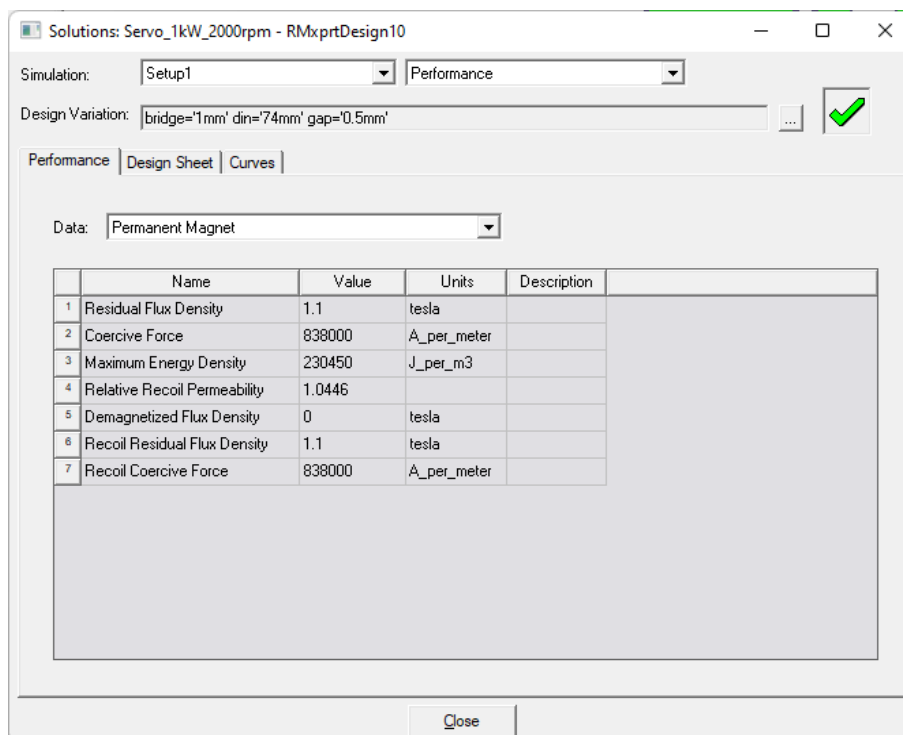 Solutions: Servo_1kW_2000rpm - RMxprtDesign10
Simulation: Setup1 Performance
Design Variation: bridge='1mm' din='74mm' gap='0.5mm' ...
Performance Design Sheet Curves
Data: Permanent Magnet
Name Value Units Description
1 Residual Flux Density 1.1 tesla
2 Coercive Force 838000 A_per_meter
3 Maximum Energy Density 230450 J_per_m3
4 Relative Recoil Permeability 1.0446
5 Demagnetized Flux Density 0 tesla
6 Recoil Residual Flux Density 1.1 tesla
7 Recoil Coercive Force 838000 A_per_meter
Close